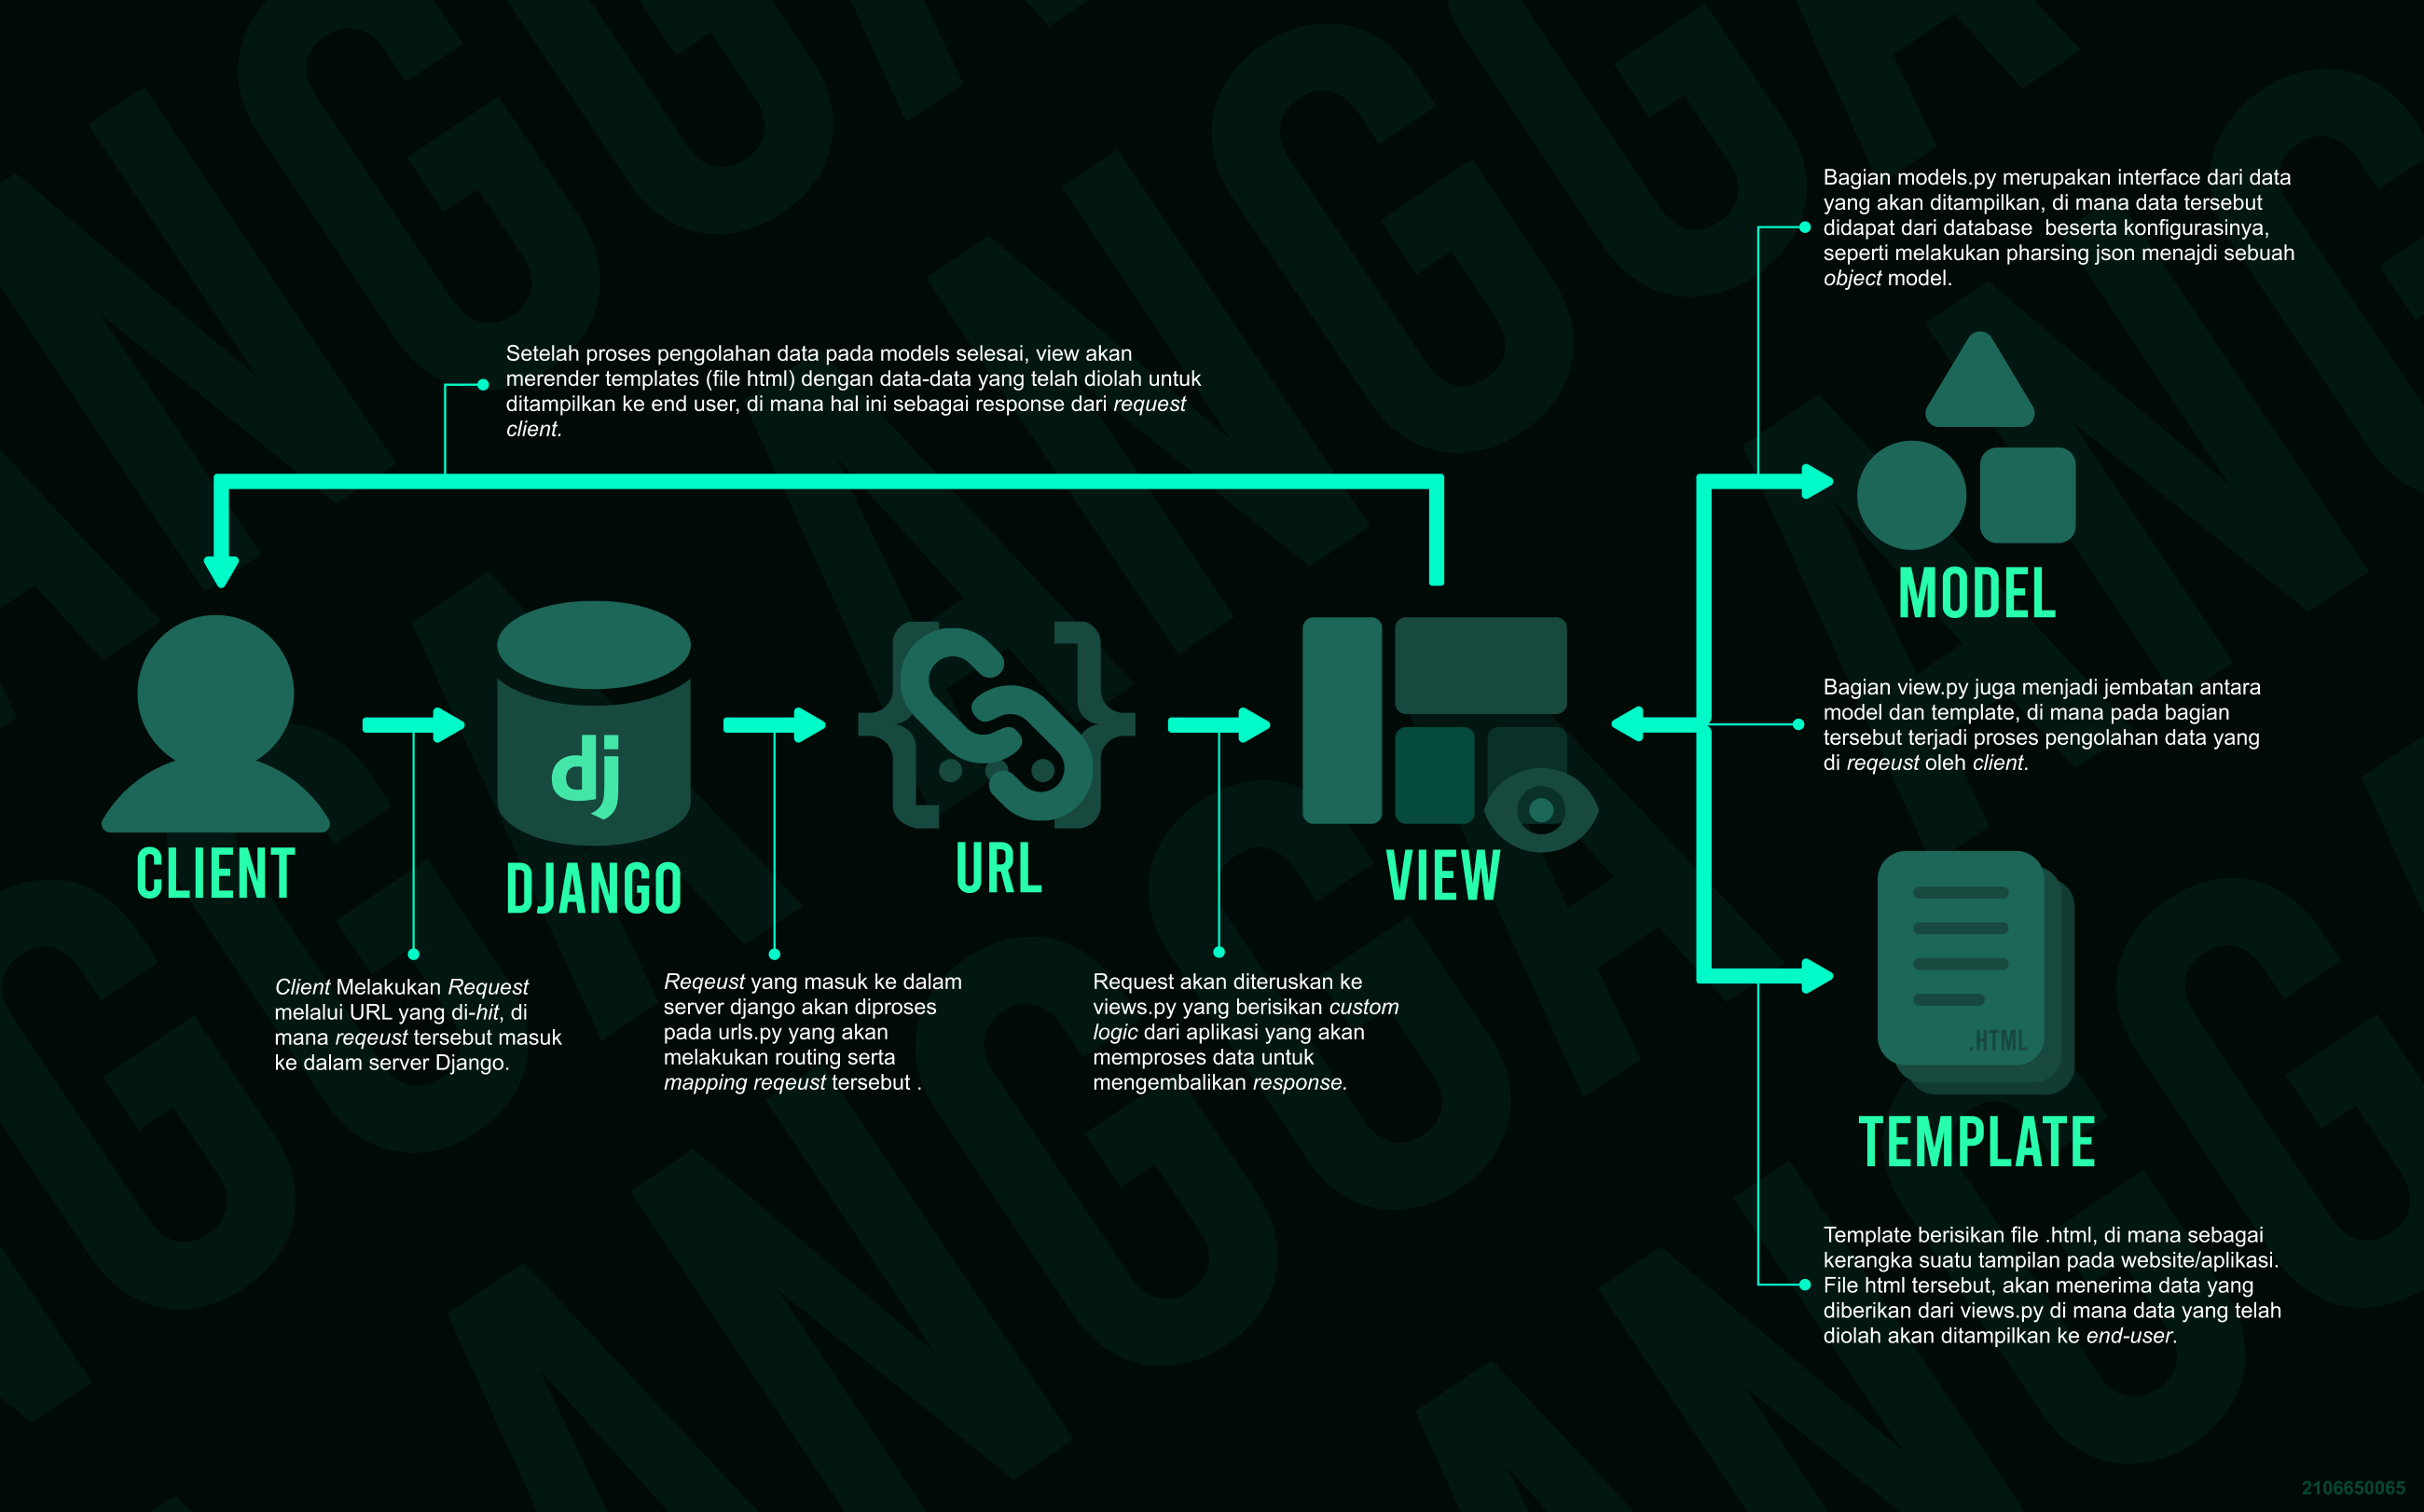 Bagian models.py merupakan interface dari data
yang akan ditampilkan, di mana data tersebut
didapat dari database  beserta konfigurasinya,
seperti melakukan pharsing json menajdi sebuah
object model.
Setelah proses pengolahan data pada models selesai, view akan
merender templates (file html) dengan data-data yang telah diolah untuk
ditampilkan ke end user, di mana hal ini sebagai response dari request
client.
MODEL
Bagian view.py juga menjadi jembatan antara
model dan template, di mana pada bagian
tersebut terjadi proses pengolahan data yang
di reqeust oleh client.
dj
CLIENT
DJANGO
URL
VIEW
Client Melakukan Request
melalui URL yang di-hit, di
mana reqeust tersebut masuk
ke dalam server Django.
Reqeust yang masuk ke dalam
server django akan diproses
pada urls.py yang akan
melakukan routing serta
mapping reqeust tersebut .
Request akan diteruskan ke
views.py yang berisikan custom
logic dari aplikasi yang akan
memproses data untuk
mengembalikan response.
.HTML
TEMPLATE
Template berisikan file .html, di mana sebagai
kerangka suatu tampilan pada website/aplikasi.
File html tersebut, akan menerima data yang
diberikan dari views.py di mana data yang telah
diolah akan ditampilkan ke end-user.
ANGGA ANGGA ANGGA ANGGA
2106650065